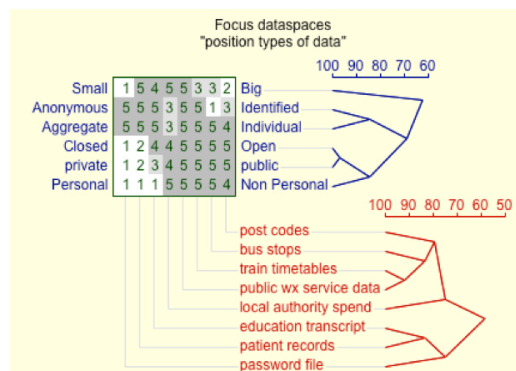 Focus dataspaces
"position types of data"
100 90 80 70 60
Small 1 5 4 5 5 3 3 2 Big
Anonymous 5 5 5 3 5 5 1 3 Identified
Aggregate 5 5 5 3 5 5 5 4 Individual
Closed 1 2 4 4 5 5 5 5 Open
private 1 2 3 4 5 5 5 5 public
Personal 1 1 1 5 5 5 5 4 Non Personal
100 90 80 70 60 50
post codes
bus stops
train timetables
public wx service data
local authority spend
education transcript
patient records
password file